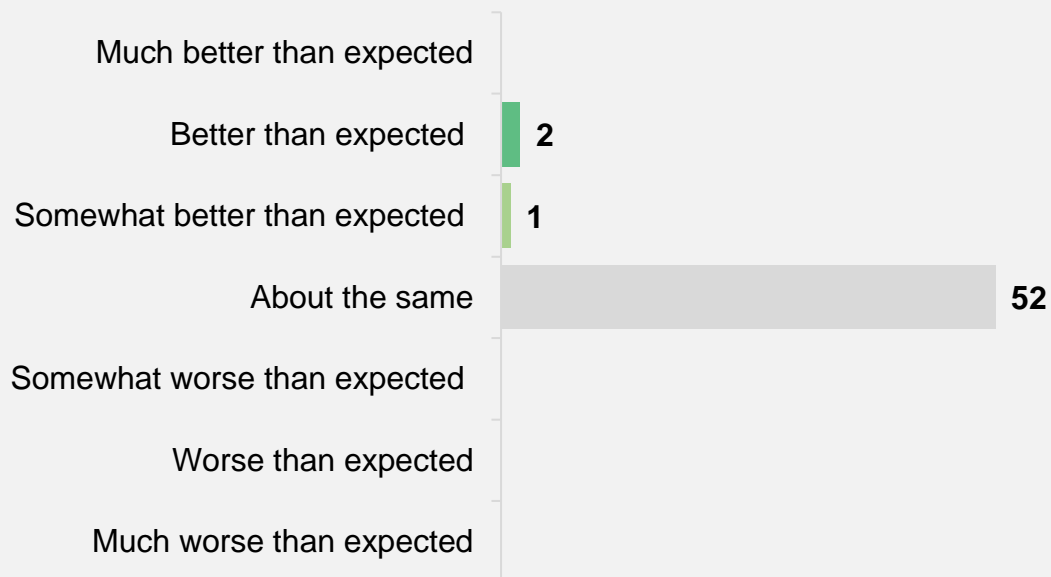 Much better than expected
Better than expected 2
Somewhat better than expected 1
About the same 52
Somewhat worse than expected
Worse than expected
Much worse than expected